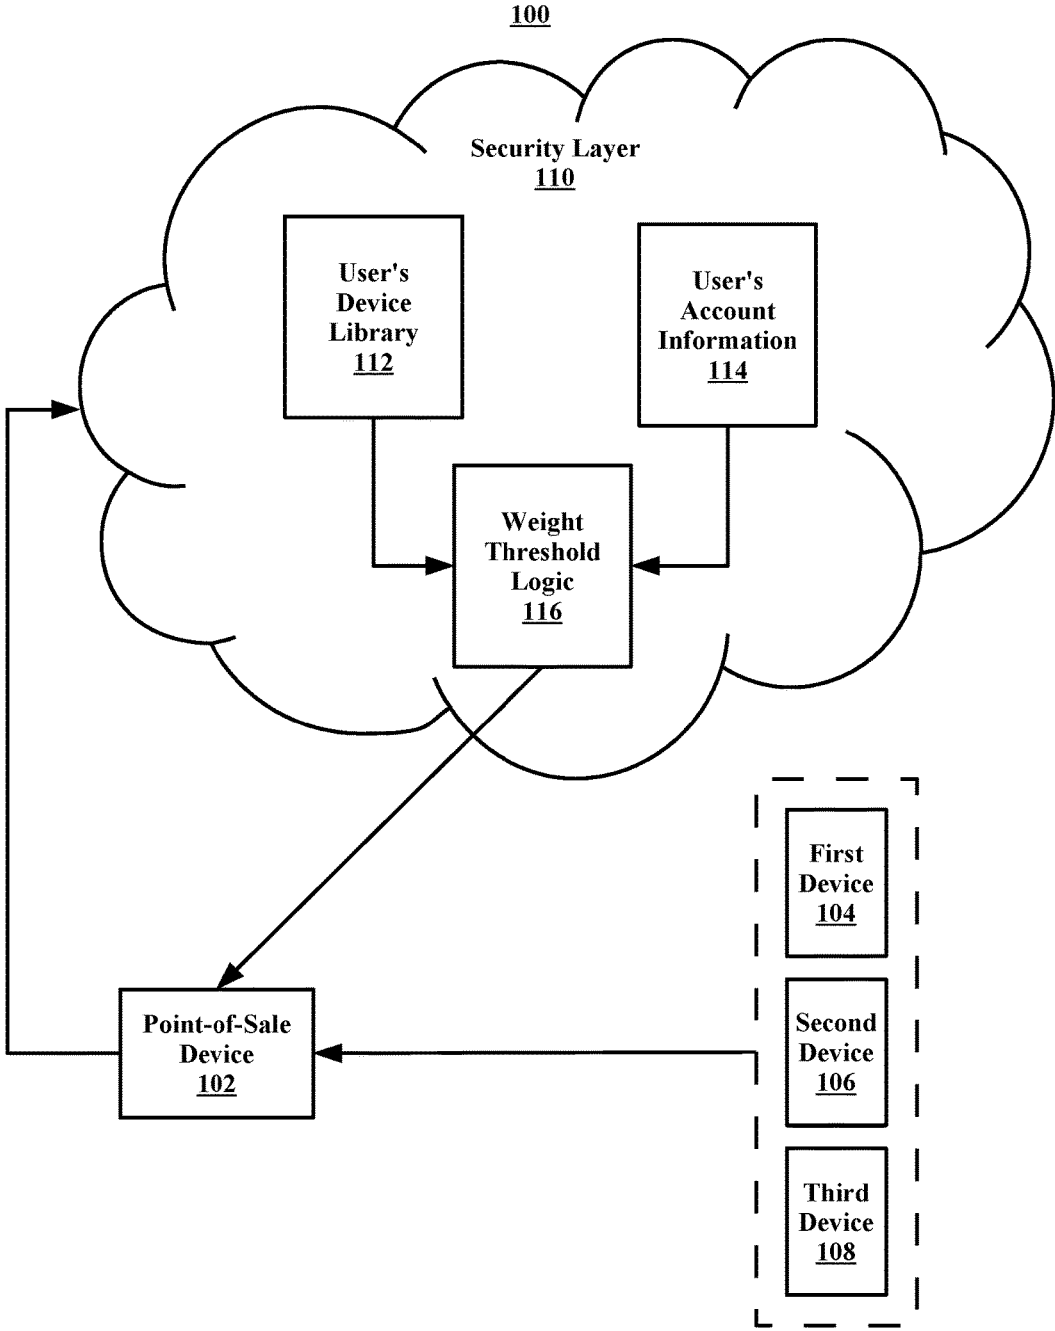 100
Security Layer
110
User's
Device
Library
112
User's
Account
Information
114
Weight
Threshold
Logic
116
First
Device
104
Point-of-Sale
Device
102
Second
Device
106
Third
Device
108